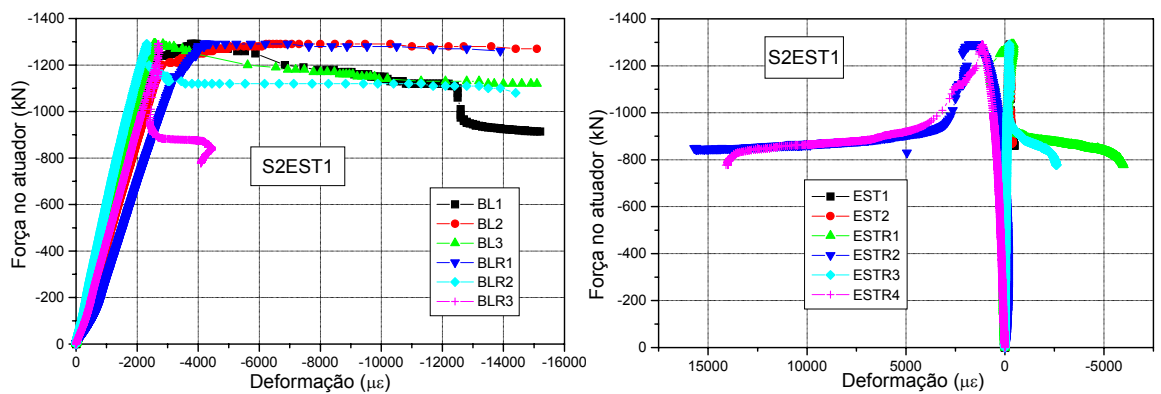 -1400
-1200
-1000
-800
-600
-400
-200
0
Força no atuador (kN)
S2EST1
BL1
BL2
BL3
BLR1
BLR2
BLR3
0 -2000 -4000 -6000 -8000 -10000 -12000 -14000 -16000
Deformação (με)
-1400
-1200
-1000
-800
-600
-400
-200
0
Força no atuador (kN)
S2EST1
EST1
EST2
ESTR1
ESTR2
ESTR3
ESTR4
15000 10000 5000 0 -5000
Deformação (με)